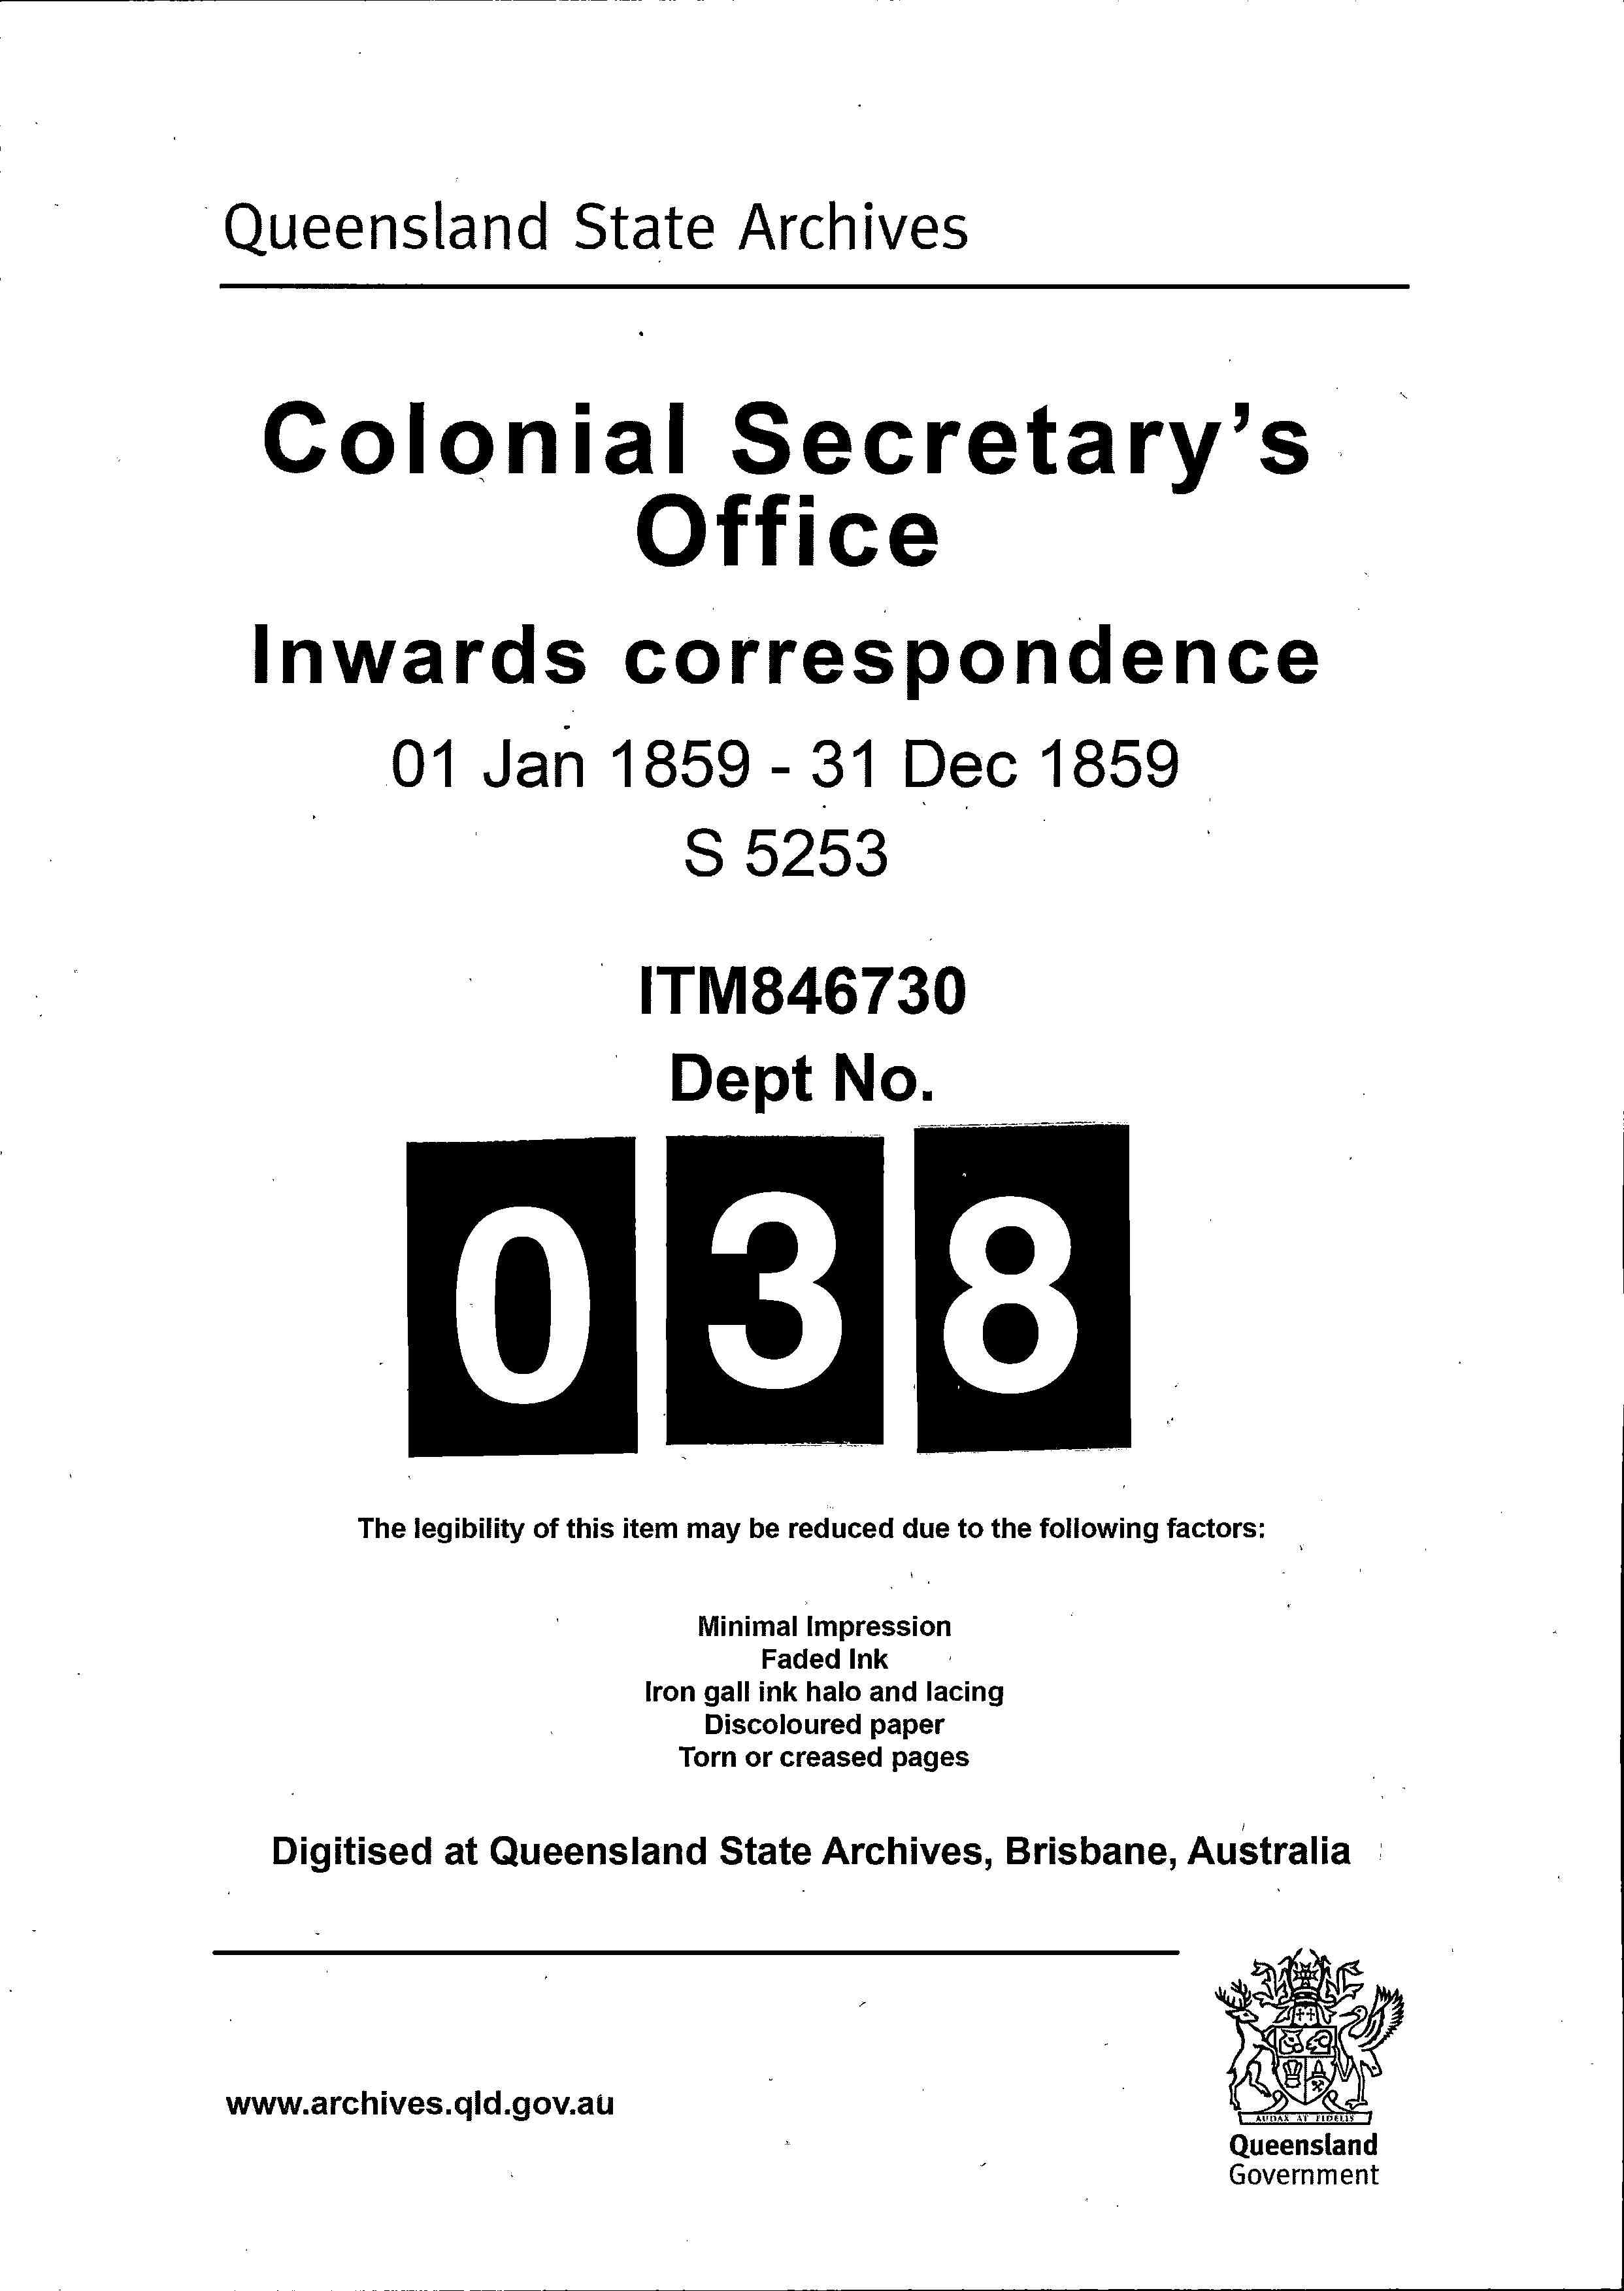 Queensland State Archives
Colonial Secretary's
Office
Inwards correspondence
01 Jan 1859 - 31 Dec 1859
S 5253
ITM846730
Dept No.
038
The legibility of this item may be reduced due to the following factors:
Minimal Impression
Faded Ink
Iron gall ink halo and lacing
Discoloured paper
Torn or creased pages
Digitised at Queensland State Archives, Brisbane, Australia
www.archives.qld.gov.au
AUDAX AT FIDELIS
Queensland
Government